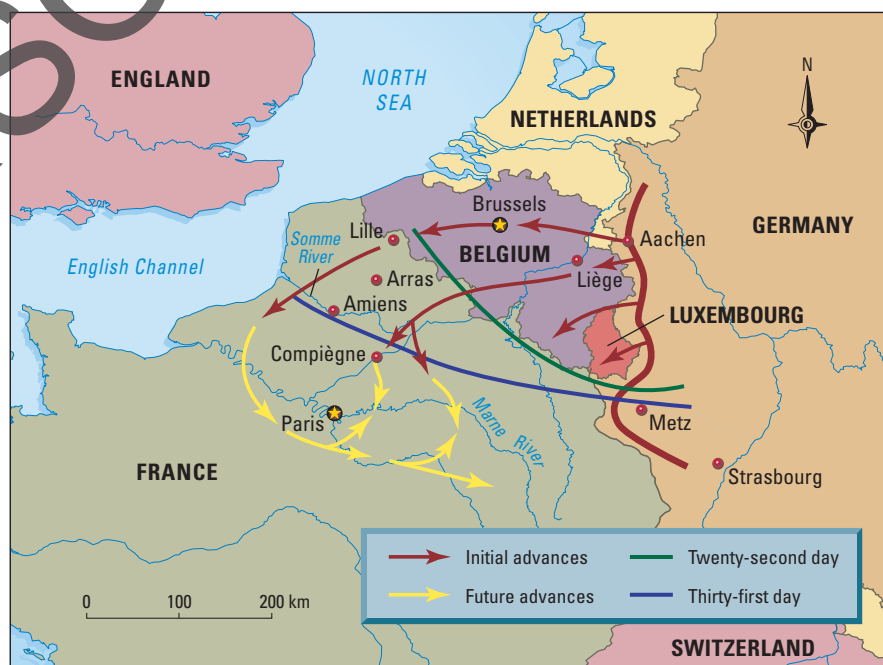 SC
ENGLAND
NORTH
SEA
N
NETHERLANDS
GERMANY
Brussels
Lille
Somme
River
BELGIUM
Aachen
English Channel
Arras
Liège
Amiens
LUXEMBOURG
Compiègne
Paris
Marne River
Metz
FRANCE
Strasbourg
Initial advances
Twenty-second day
Future advances
Thirty-first day
0 100 200 km
SWITZERLAND